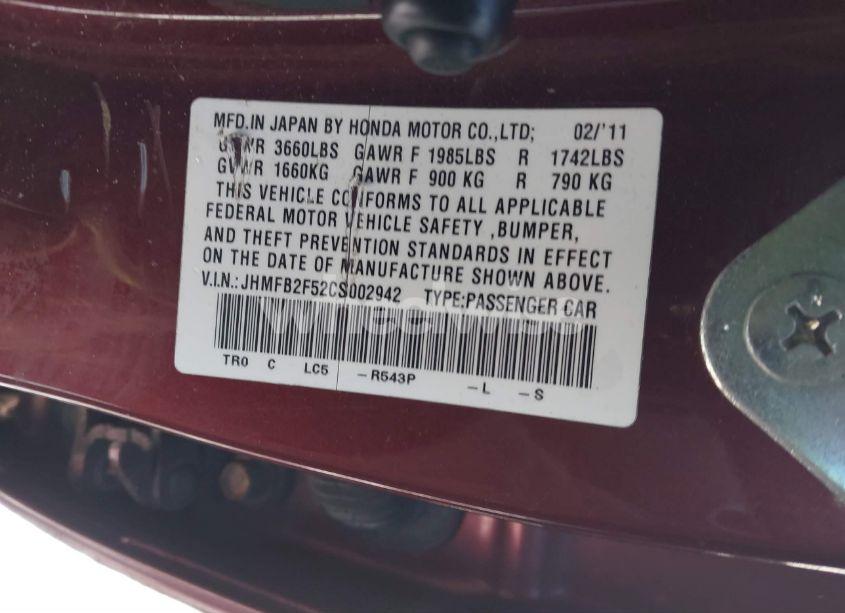 MFD.IN JAPAN BY HONDA MOTOR CO.,LTD; 02/'11
GVWR 3660LBS GAWR F 1985LBS R 1742LBS
GVWR 1660KG GAWR F 900 KG R 790 KG
THIS VEHICLE CONFORMS TO ALL APPLICABLE
FEDERAL MOTOR VEHICLE SAFETY ,BUMPER,
AND THEFT PREVENTION STANDARDS IN EFFECT
ON THE DATE OF MANUFACTURE SHOWN ABOVE.
V.I.N.:JHMFB2F52CS002942 TYPE:PASSENGER CAR
wheelwise
TR0 C LC5 -R543P -L -S